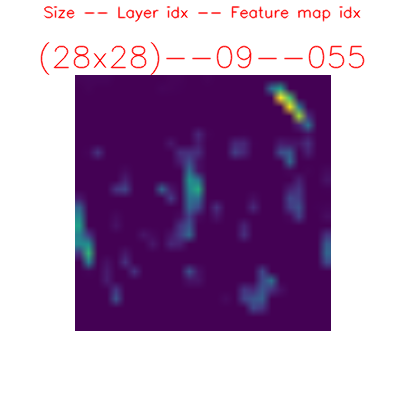 Size -- Layer idx -- Feature map idx
(28x28)--09--055